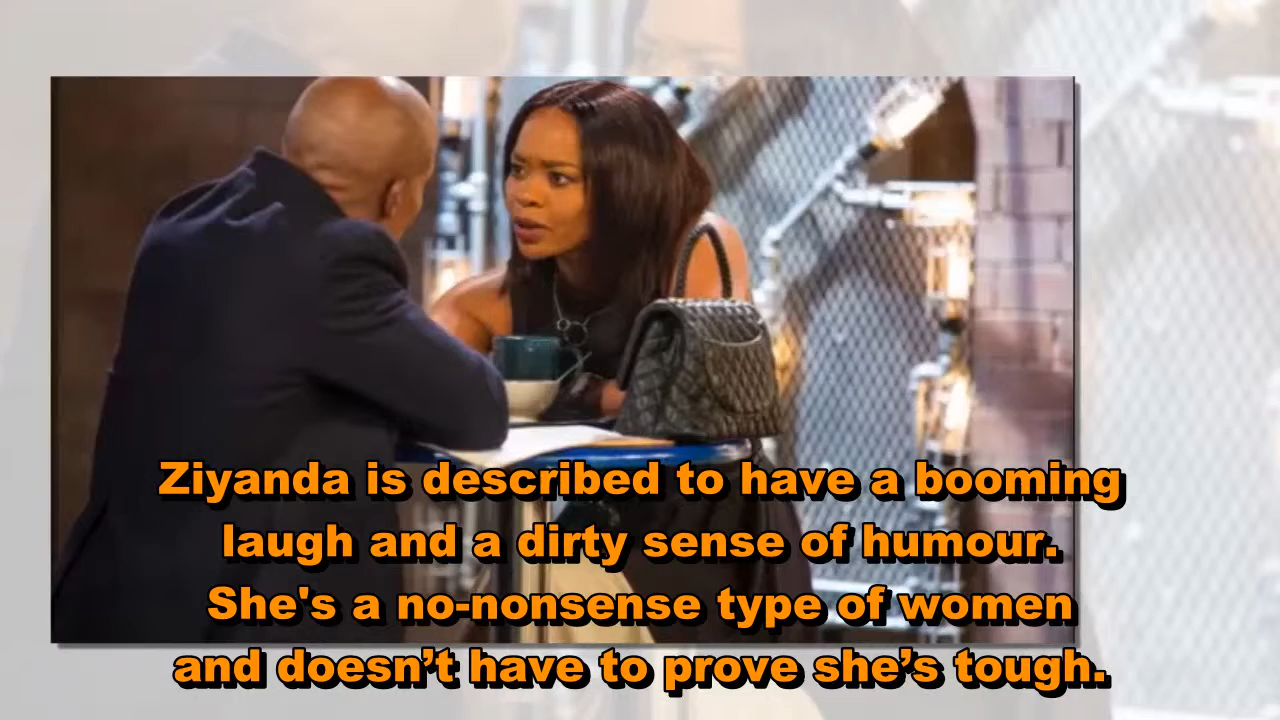 Ziyanda is described to have a booming
laugh and a dirty sense of humour.
She's a no-nonsense type of women
and doesn’t have to prove she’s tough.